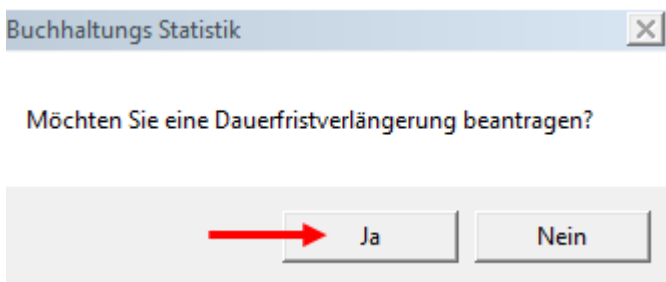 Buchhaltungs Statistik
Möchten Sie eine Dauerfristverlängerung beantragen?
Ja Nein